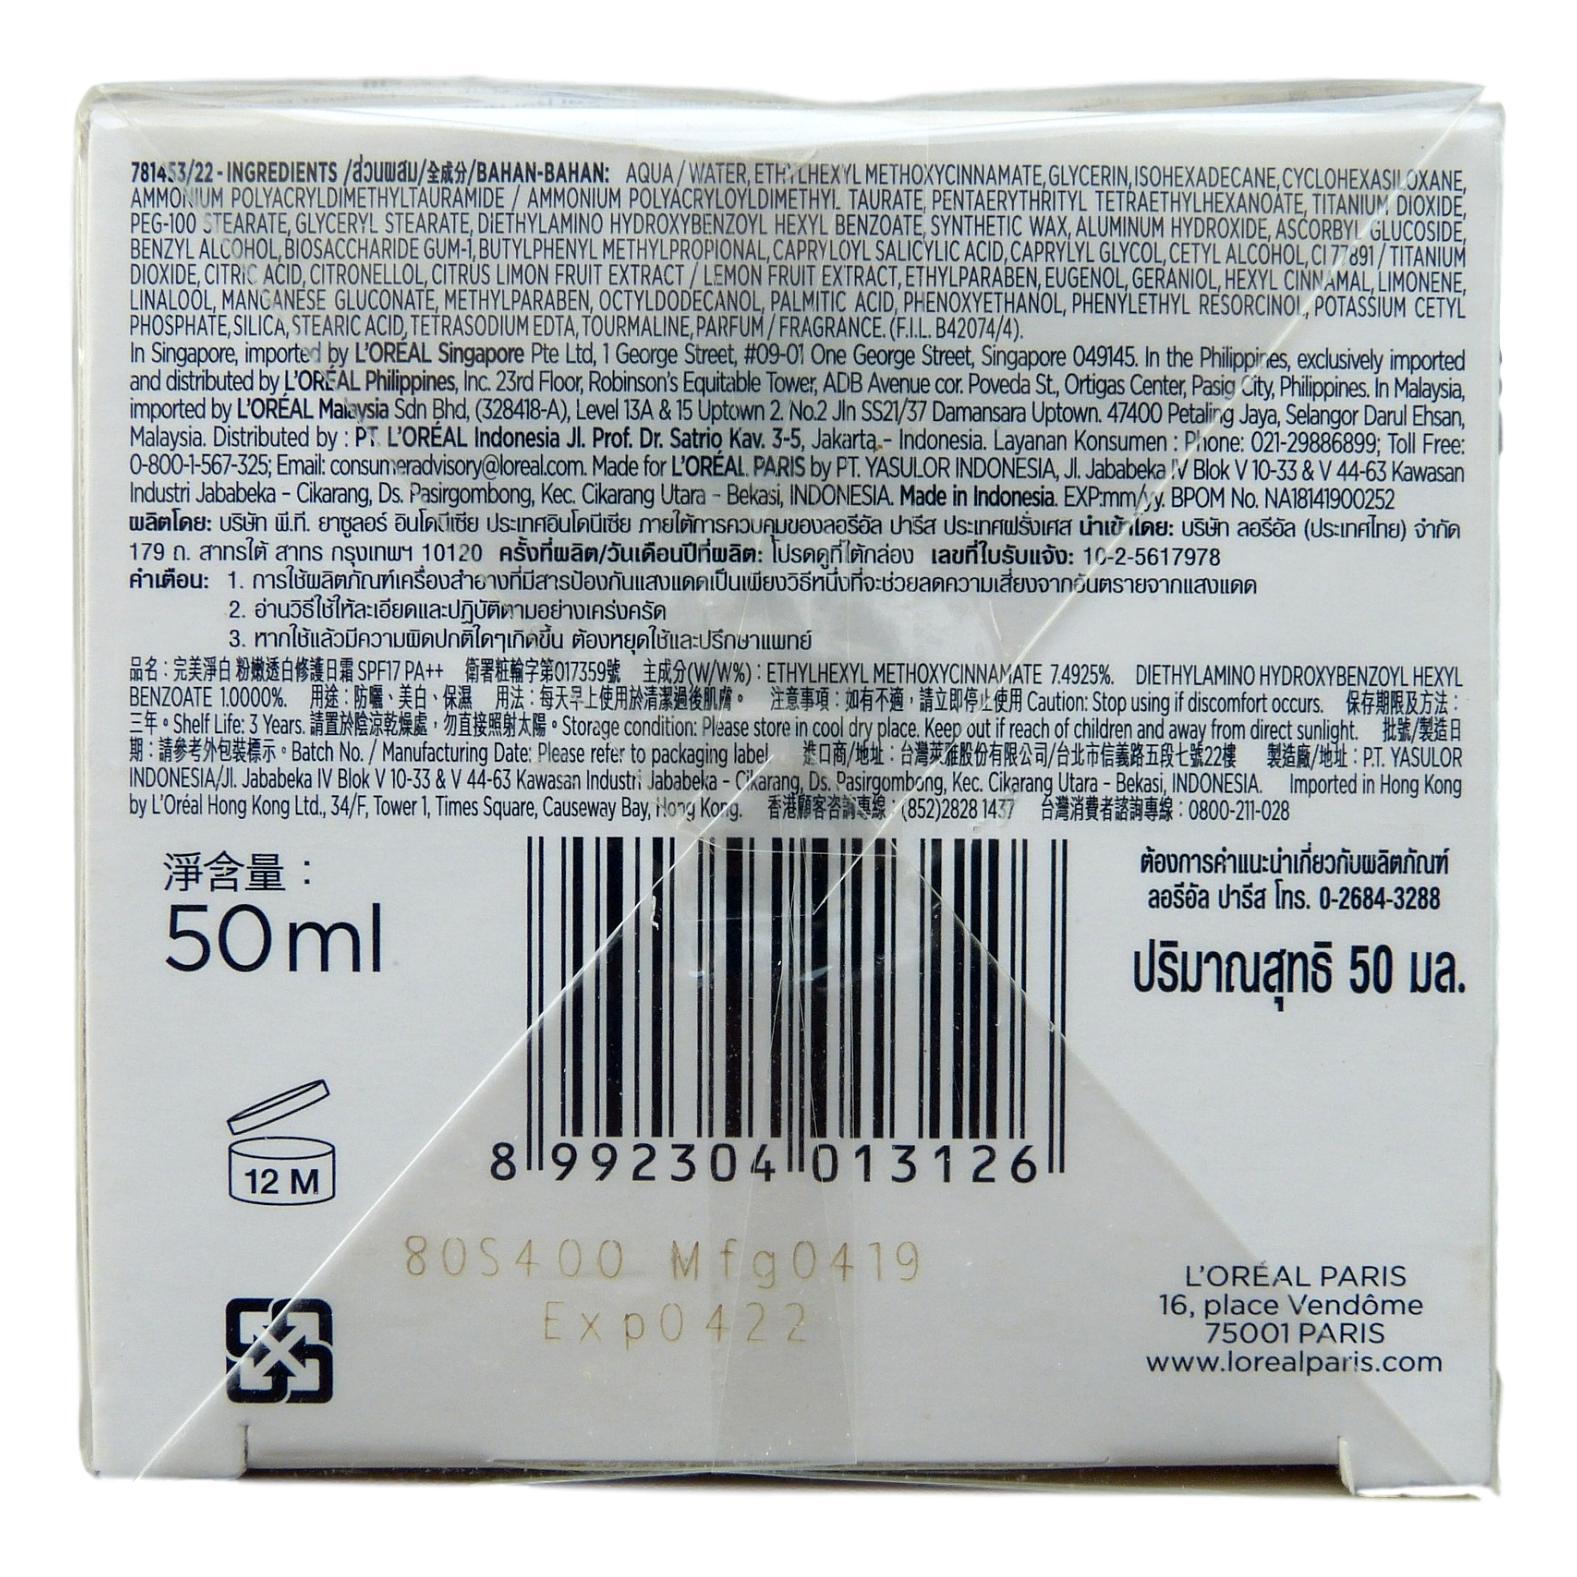 781453/22 - INGREDIENTS /ส่วนผสม/全成分/BAHAN-BAHAN: AQUA / WATER, ETHYLHEXYL METHOXYCINNAMATE, GLYCERIN, ISOHEXADECANE, CYCLOHEXASILOXANE,
AMMONIUM POLYACRYLDIMETHYLTAURAMIDE / AMMONIUM POLYACRYLOYLDIMETHYL TAURATE, PENTAERYTHRITYL TETRAETHYLHEXANOATE, TITANIUM DIOXIDE,
PEG-100 STEARATE, GLYCERYL STEARATE, DIETHYLAMINO HYDROXYBENZOYL HEXYL BENZOATE, SYNTHETIC WAX, ALUMINUM HYDROXIDE, ASCORBYL GLUCOSIDE,
BENZYL ALCOHOL, BIOSACCHARIDE GUM-1, BUTYLPHENYL METHYLPROPIONAL, CAPRYLOYL SALICYLIC ACID, CAPRYLYL GLYCOL, CETYL ALCOHOL, CI 77891 / TITANIUM
DIOXIDE, CITRIC ACID, CITRONELLOL, CITRUS LIMON FRUIT EXTRACT / LEMON FRUIT EXTRACT, ETHYLPARABEN, EUGENOL, GERANIOL, HEXYL CINNAMAL, LIMONENE,
LINALOOL, MANGANESE GLUCONATE, METHYLPARABEN, OCTYLDODECANOL, PALMITIC ACID, PHENOXYETHANOL, PHENYLETHYL RESORCINOL, POTASSIUM CETYL
PHOSPHATE, SILICA, STEARIC ACID, TETRASODIUM EDTA, TOURMALINE, PARFUM / FRAGRANCE. (F.I.L. B42074/4).
In Singapore, imported by L'ORÉAL Singapore Pte Ltd, 1 George Street, #09-01 One George Street, Singapore 049145. In the Philippines, exclusively imported
and distributed by L'ORÉAL Philippines, Inc. 23rd Floor, Robinson's Equitable Tower, ADB Avenue cor. Poveda St., Ortigas Center, Pasig City, Philippines. In Malaysia,
imported by L'ORÉAL Malaysia Sdn Bhd, (328418-A), Level 13A & 15 Uptown 2. No.2 Jln SS21/37 Damansara Uptown. 47400 Petaling Jaya, Selangor Darul Ehsan,
Malaysia. Distributed by : PT. L'ORÉAL Indonesia Jl. Prof. Dr. Satrio Kav. 3-5, Jakarta - Indonesia. Layanan Konsumen : Phone: 021-29886899; Toll Free:
0-800-1-567-325; Email: consumeradvisory@loreal.com. Made for L'ORÉAL PARIS by PT. YASULOR INDONESIA, Jl. Jababeka IV Blok V 10-33 & V 44-63 Kawasan
Industri Jababeka – Cikarang, Ds. Pasirgombong, Kec. Cikarang Utara - Bekasi, INDONESIA. Made in Indonesia. EXP:mm/yy. BPOM No. NA18141900252
ผลิตโดย: บริษัท พี.ที. ยาซูลอร์ อินโดนีเซีย ประเทศอินโดนีเซีย ภายใต้การควบคุมของลอรีอัล ปารีส ประเทศฝรั่งเศส นำเข้าโดย: บริษัท ลอรีอัล (ประเทศไทย) จำกัด
179 ถ. สาทรใต้ สาทร กรุงเทพฯ 10120 ครั้งที่ผลิต/วันเดือนปีที่ผลิต: โปรดดูที่ใต้กล่อง เลขที่ใบรับแจ้ง: 10-2-5617978
คำเตือน: 1. การใช้ผลิตภัณฑ์เครื่องสำอางที่มีสารป้องกันแสงแดดเป็นเพียงวิธีหนึ่งที่จะช่วยลดความเสี่ยงจากอันตรายจากแสงแดด
2. อ่านวิธีใช้ให้ละเอียดและปฏิบัติตามอย่างเคร่งครัด
3. หากใช้แล้วมีความผิดปกติใดๆเกิดขึ้น ต้องหยุดใช้และปรึกษาแพทย์
品名：完美淨白 粉嫩透白修護日霜 SPF17 PA++ 衛署粧輸字第017359號 主成分(W/W%)：ETHYLHEXYL METHOXYCINNAMATE 7.4925%. DIETHYLAMINO HYDROXYBENZOYL HEXYL
BENZOATE 1.0000%. 用途：防曬、美白、保濕 用法：每天早上使用於清潔過後肌膚。 注意事項：如有不適，請立即停止使用 Caution: Stop using if discomfort occurs. 保存期限及方法：
三年。Shelf Life: 3 Years. 請置於陰涼乾燥處，勿直接照射太陽。Storage condition: Please store in cool dry place. Keep out if reach of children and away from direct sunlight. 批號/製造日
期：請參考外包裝標示。Batch No. / Manufacturing Date: Please refer to packaging label 進口商/地址：台灣萊雅股份有限公司/台北市信義路五段七號22樓 製造廠/地址：P.T. YASULOR
INDONESIA/Jl. Jababeka IV Blok V 10-33 & V 44-63 Kawasan Industri Jababeka – Cikarang, Ds. Pasirgombong, Kec. Cikarang Utara - Bekasi, INDONESIA. Imported in Hong Kong
by L'Oréal Hong Kong Ltd., 34/F, Tower 1, Times Square, Causeway Bay, Hong Kong. 香港顧客咨詢專線：(852)2828 1437 台灣消費者諮詢專線：0800-211-028
淨含量：
50ml
ต้องการคำแนะนำเกี่ยวกับผลิตภัณฑ์
ลอรีอัล ปารีส โทร. 0-2684-3288
ปริมาณสุทธิ 50 มล.
12 M
8 992304 013126
80S400 Mfg0419
Exp0422
L'ORÉAL PARIS
16, place Vendôme
75001 PARIS
www.lorealparis.com